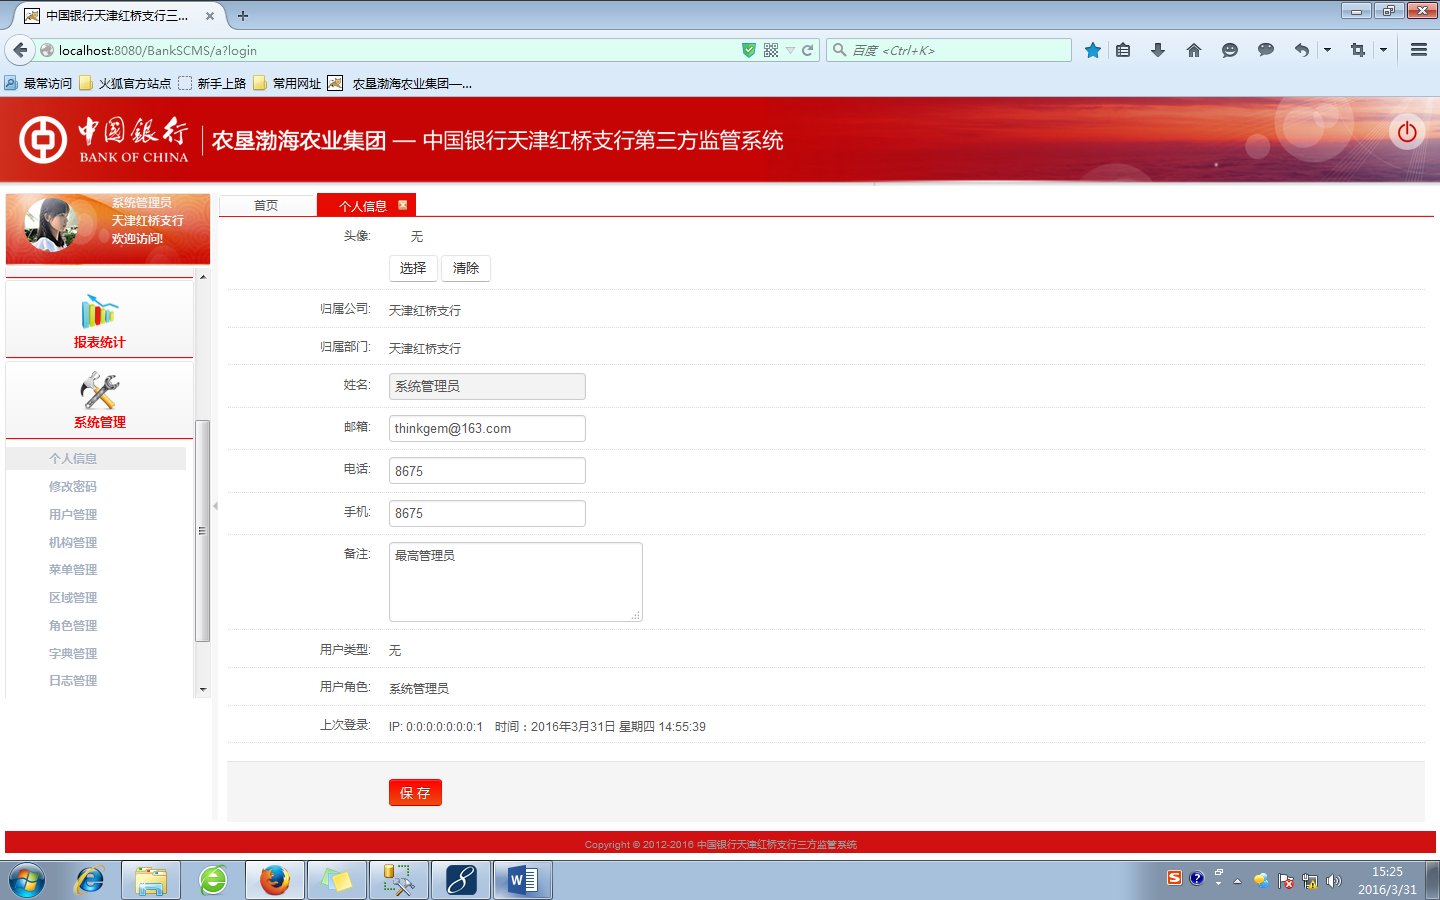 中国银行天津红桥支行三...
localhost:8080/BankSCMS/a?login
百度 <Ctrl+K>
最常访问 火狐官方站点 新手上路 常用网址 农垦渤海农业集团—...
中国银行
BANK OF CHINA
农垦渤海农业集团 — 中国银行天津红桥支行第三方监管系统
系统管理员
天津红桥支行
欢迎访问!
报表统计
系统管理
个人信息
修改密码
用户管理
机构管理
菜单管理
区域管理
角色管理
字典管理
日志管理
首页 个人信息
头像: 无
选择 清除
归属公司: 天津红桥支行
归属部门: 天津红桥支行
姓名: 系统管理员
邮箱: thinkgem@163.com
电话: 8675
手机: 8675
备注: 最高管理员
用户类型: 无
用户角色: 系统管理员
上次登录: IP: 0:0:0:0:0:0:0:1 时间：2016年3月31日 星期四 14:55:39
保 存
Copyright © 2012-2016 中国银行天津红桥支行三方监管系统
15:25
2016/3/31